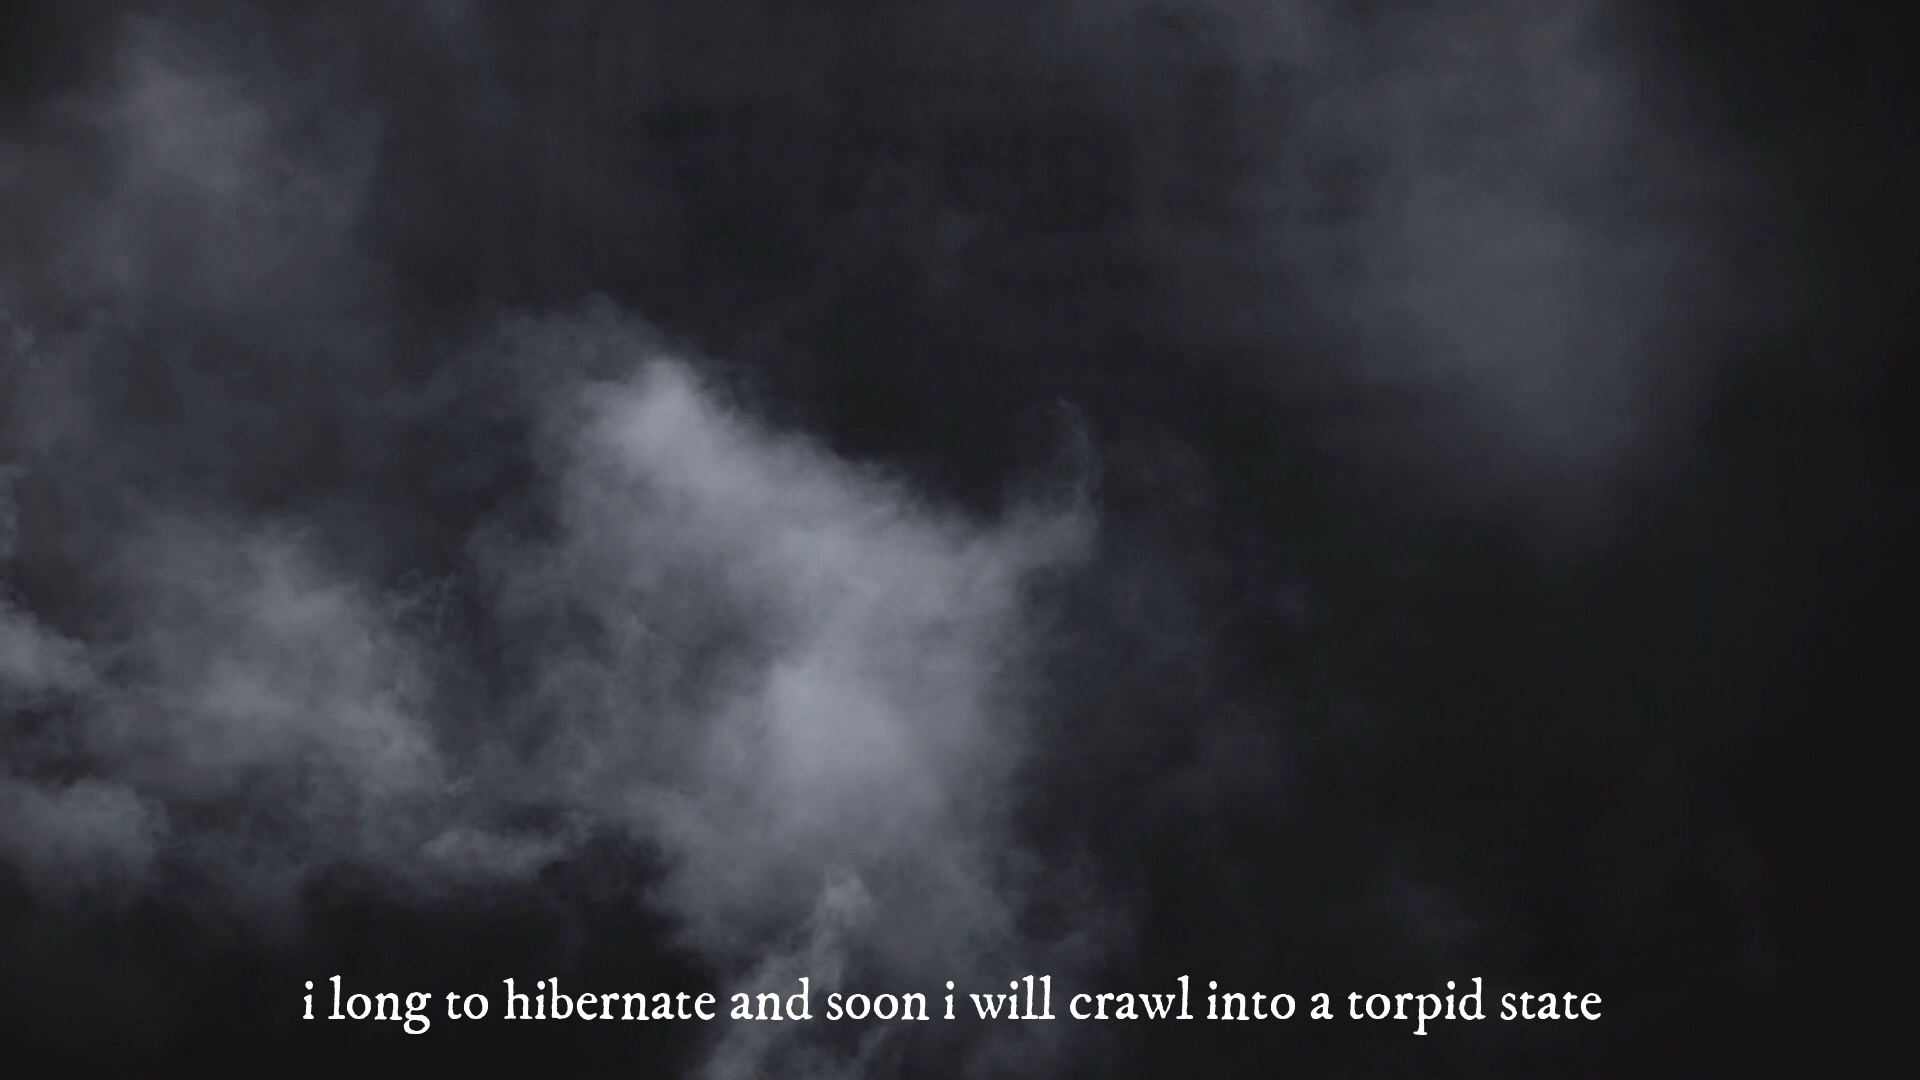 i long to hibernate and soon i will crawl into a torpid state